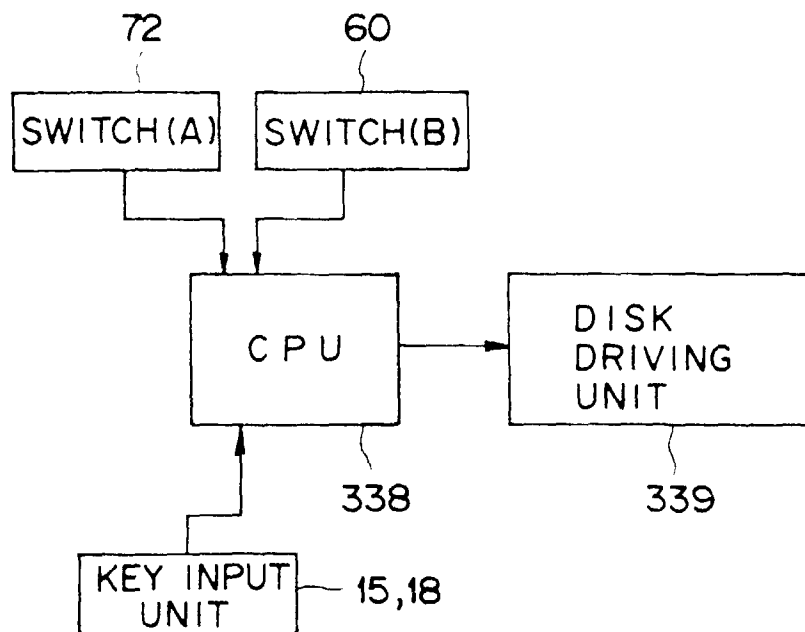 72
60
SWITCH(A)
SWITCH(B)
CPU
DISK
DRIVING
UNIT
338
339
KEY INPUT
UNIT
15,18